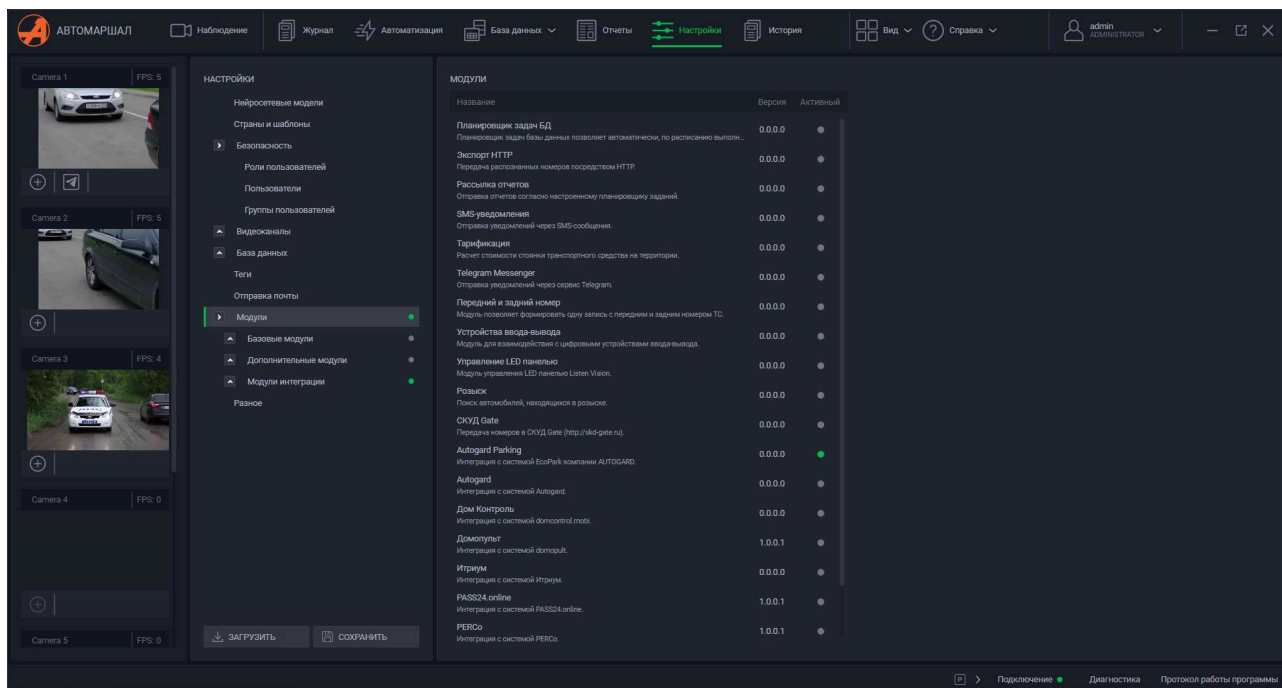 АВТОМАРШАЛ
Наблюдение
Журнал
Автоматизация
База данных
Отчеты
Настройки
История
Вид
Справка
admin
ADMINISTRATOR
Camera 1 FPS: 5
Camera 2 FPS: 5
Camera 3 FPS: 4
Camera 4 FPS: 0
Camera 5 FPS: 0
НАСТРОЙКИ
Нейросетевые модели
Страны и шаблоны
Безопасность
Роли пользователей
Пользователи
Группы пользователей
Видеоканалы
База данных
Теги
Отправка почты
Модули
Базовые модули
Дополнительные модули
Модули интеграции
Разное
ЗАГРУЗИТЬ
СОХРАНИТЬ
МОДУЛИ
Название Версия Активный
Планировщик задач БД 0.0.0.0
Планировщик задач базы данных позволяет автоматически, по расписанию выполн...
Экспорт HTTP 0.0.0.0
Передача распознанных номеров посредством HTTP.
Рассылка отчетов 0.0.0.0
Отправка отчетов согласно настроенному планировщику заданий.
SMS-уведомления 0.0.0.0
Отправка уведомлений через SMS-сообщения.
Тарификация 0.0.0.0
Расчет стоимости стоянки транспортного средства на территории.
Telegram Messenger 0.0.0.0
Отправка уведомлений через сервис Telegram.
Передний и задний номер 0.0.0.0
Модуль позволяет формировать одну запись с передним и задним номером ТС.
Устройства ввода-вывода 0.0.0.0
Модуль для взаимодействия с цифровыми устройствами ввода-вывода.
Управление LED панелью 0.0.0.0
Модуль управления LED панелью Listen Vision.
Розыск 0.0.0.0
Поиск автомобилей, находящихся в розыске.
СКУД Gate 0.0.0.0
Передача номеров в СКУД Gate (http://skd-gate.ru).
Autogard Parking 0.0.0.0
Интеграция с системой EcoPark компании AUTOGARD.
Autogard 0.0.0.0
Интеграция с системой Autogard.
Дом Контроль 0.0.0.0
Интеграция с системой domcontrol.mobi.
Домопульт 1.0.0.1
Интеграция с системой domopult.
Итриум 0.0.0.0
Интеграция с системой Итриум.
PASS24.online 1.0.0.1
Интеграция с системой PASS24.online.
PERCo 1.0.0.1
Интеграция с системой PERCo.
P
Подключение
Диагностика
Протокол работы программы